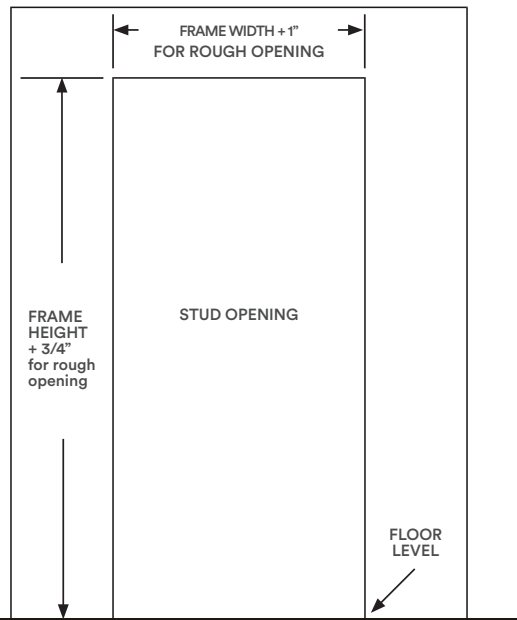 FRAME WIDTH + 1”
FOR ROUGH OPENING
FRAME
HEIGHT
+ 3/4”
for rough
opening
STUD OPENING
FLOOR
LEVEL